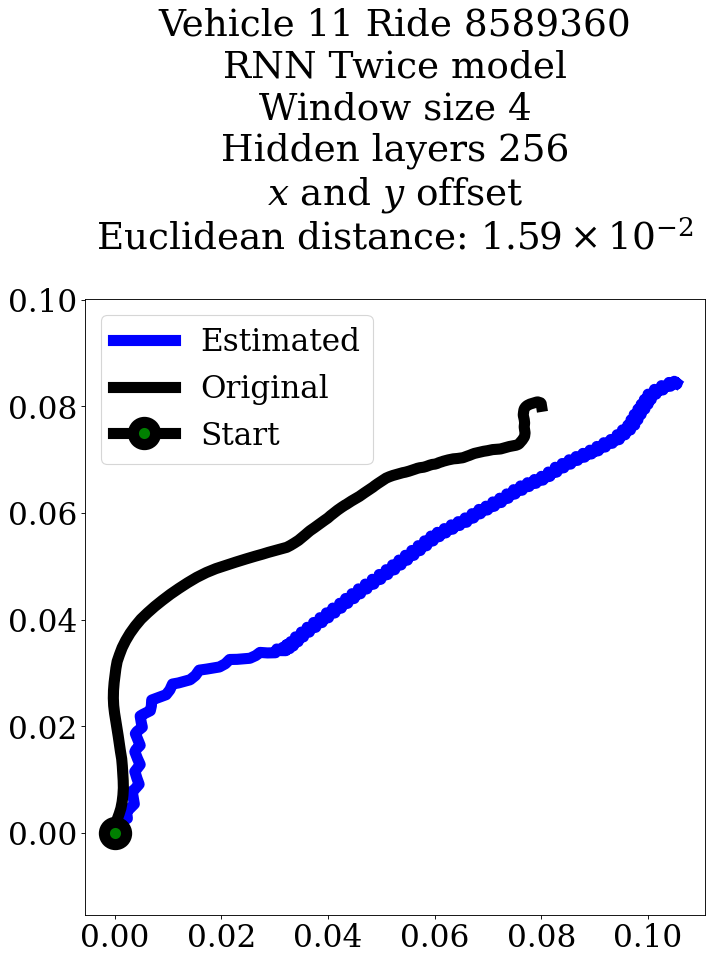 Vehicle 11 Ride 8589360
RNN Twice model
Window size 4
Hidden layers 256
x and y offset
Euclidean distance: 1.59 × 10⁻²
0.10
0.08
0.06
0.04
0.02
0.00
Estimated
Original
Start
0.00 0.02 0.04 0.06 0.08 0.10